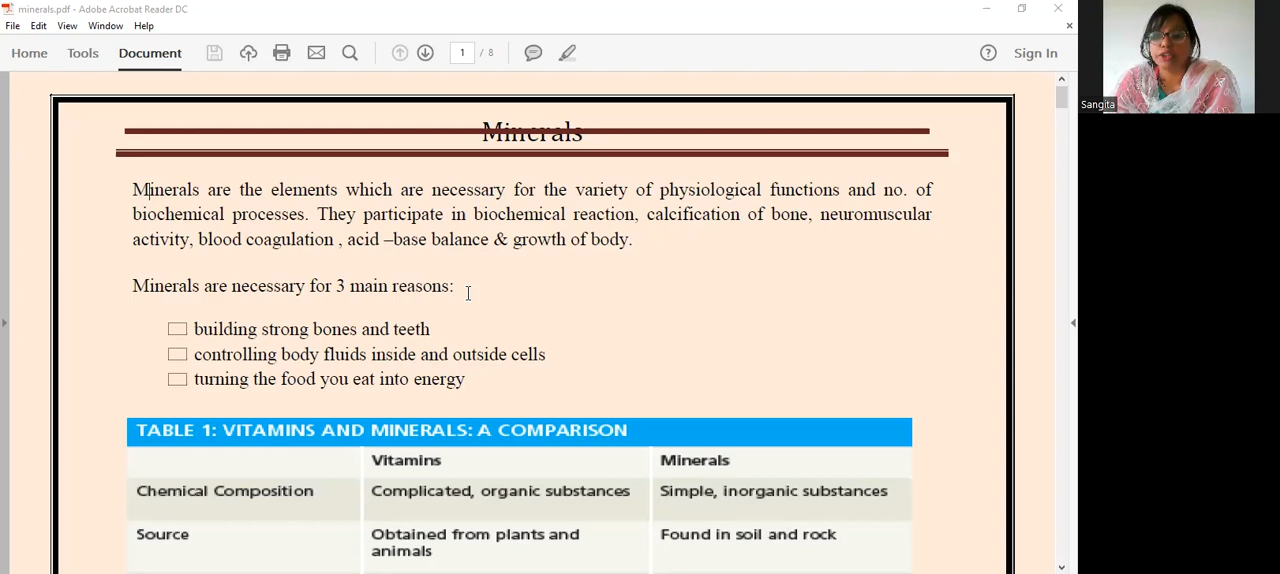 minerals.pdf - Adobe Acrobat Reader DC
File Edit View Window Help
Home Tools Document 1 / 8 Sign In
Sangita
Minerals
Minerals are the elements which are necessary for the variety of physiological functions and no. of
biochemical processes. They participate in biochemical reaction, calcification of bone, neuromuscular
activity, blood coagulation , acid –base balance & growth of body.
Minerals are necessary for 3 main reasons:
building strong bones and teeth
controlling body fluids inside and outside cells
turning the food you eat into energy
TABLE 1: VITAMINS AND MINERALS: A COMPARISON
Vitamins Minerals
Chemical Composition Complicated, organic substances Simple, inorganic substances
Source Obtained from plants and Found in soil and rock
animals